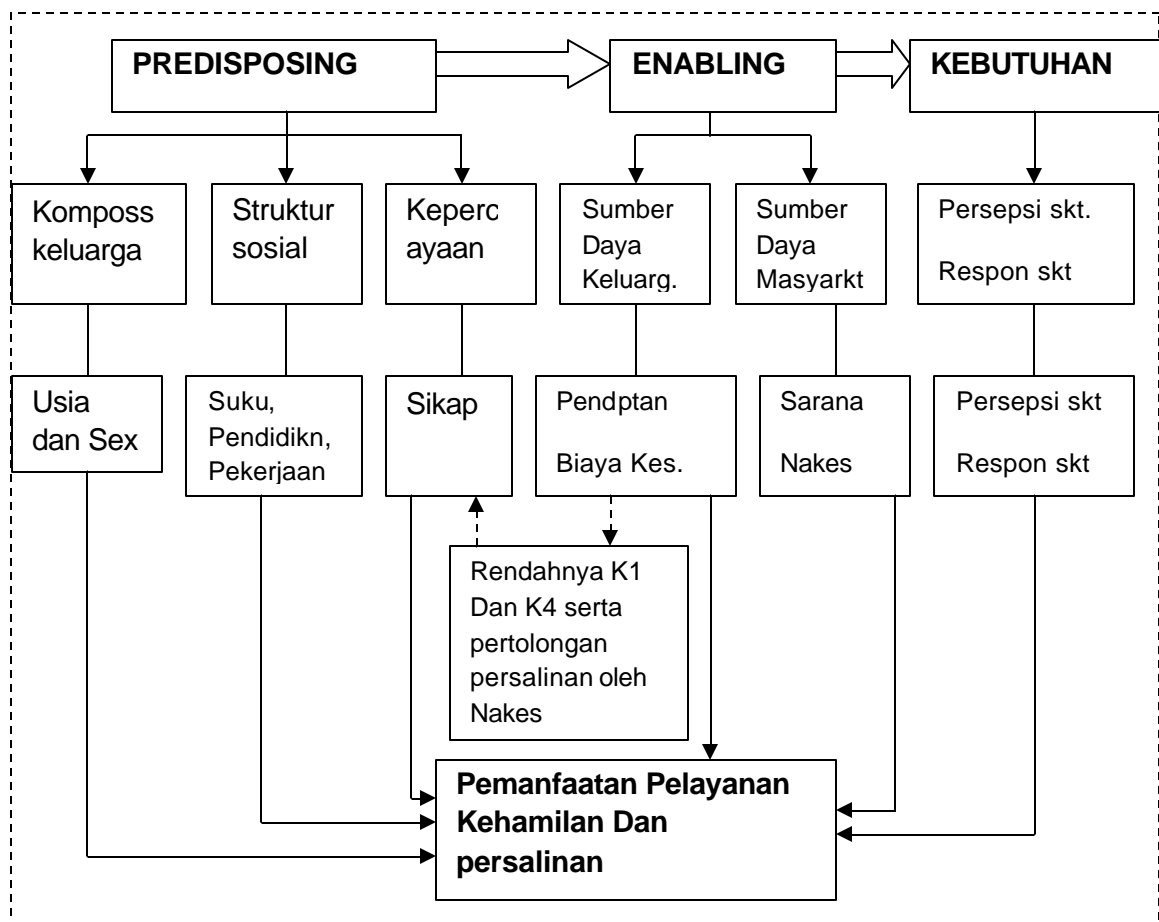 PREDISPOSING
ENABLING
KEBUTUHAN
Komposs
keluarga
Struktur
sosial
Keperc
ayaan
Sumber
Daya
Keluarg.
Sumber
Daya
Masyarkt
Persepsi skt.
Respon skt
Usia
dan Sex
Suku,
Pendidikn,
Pekerjaan
Sikap
Pendptan
Biaya Kes.
Sarana
Nakes
Persepsi skt
Respon skt
Rendahnya K1
Dan K4 serta
pertolongan
persalinan oleh
Nakes
Pemanfaatan Pelayanan
Kehamilan Dan
persalinan